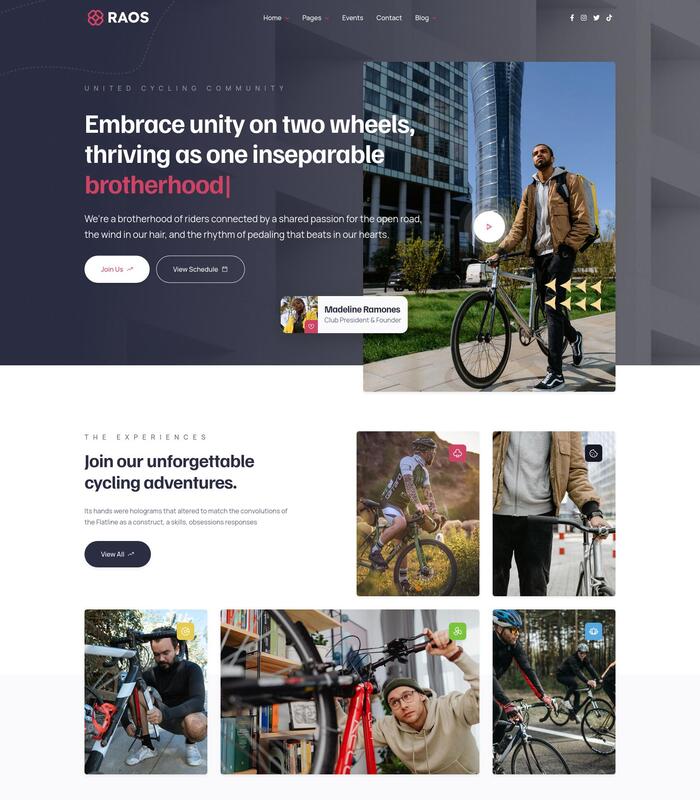 RAOS
Home
Pages
Events
Contact
Blog
UNITED CYCLING COMMUNITY
Embrace unity on two wheels,
thriving as one inseparable
brotherhood|
We're a brotherhood of riders connected by a shared passion for the open road,
the wind in our hair, and the rhythm of pedaling that beats in our hearts.
Join Us
View Schedule
Madeline Ramones
Club President & Founder
THE EXPERIENCES
Join our unforgettable
cycling adventures.
Its hands were holograms that altered to match the convolutions of
the Flatline as a construct, a skills, obsessions responses
View All